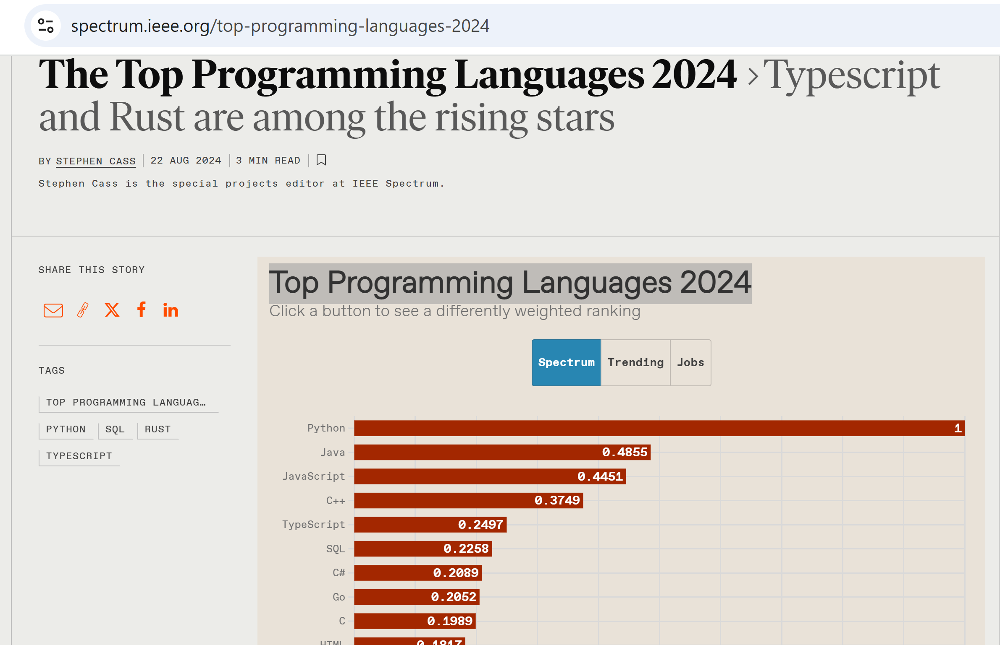 spectrum.ieee.org/top-programming-languages-2024
The Top Programming Languages 2024 > Typescript
and Rust are among the rising stars
BY STEPHEN CASS | 22 AUG 2024 | 3 MIN READ |
Stephen Cass is the special projects editor at IEEE Spectrum.
SHARE THIS STORY
TAGS
TOP PROGRAMMING LANGUAG…
PYTHON SQL RUST
TYPESCRIPT
Top Programming Languages 2024
Click a button to see a differently weighted ranking
Spectrum Trending Jobs
Python 1
Java 0.4855
JavaScript 0.4451
C++ 0.3749
TypeScript 0.2497
SQL 0.2258
C# 0.2089
Go 0.2052
C 0.1989
HTML 0.1817